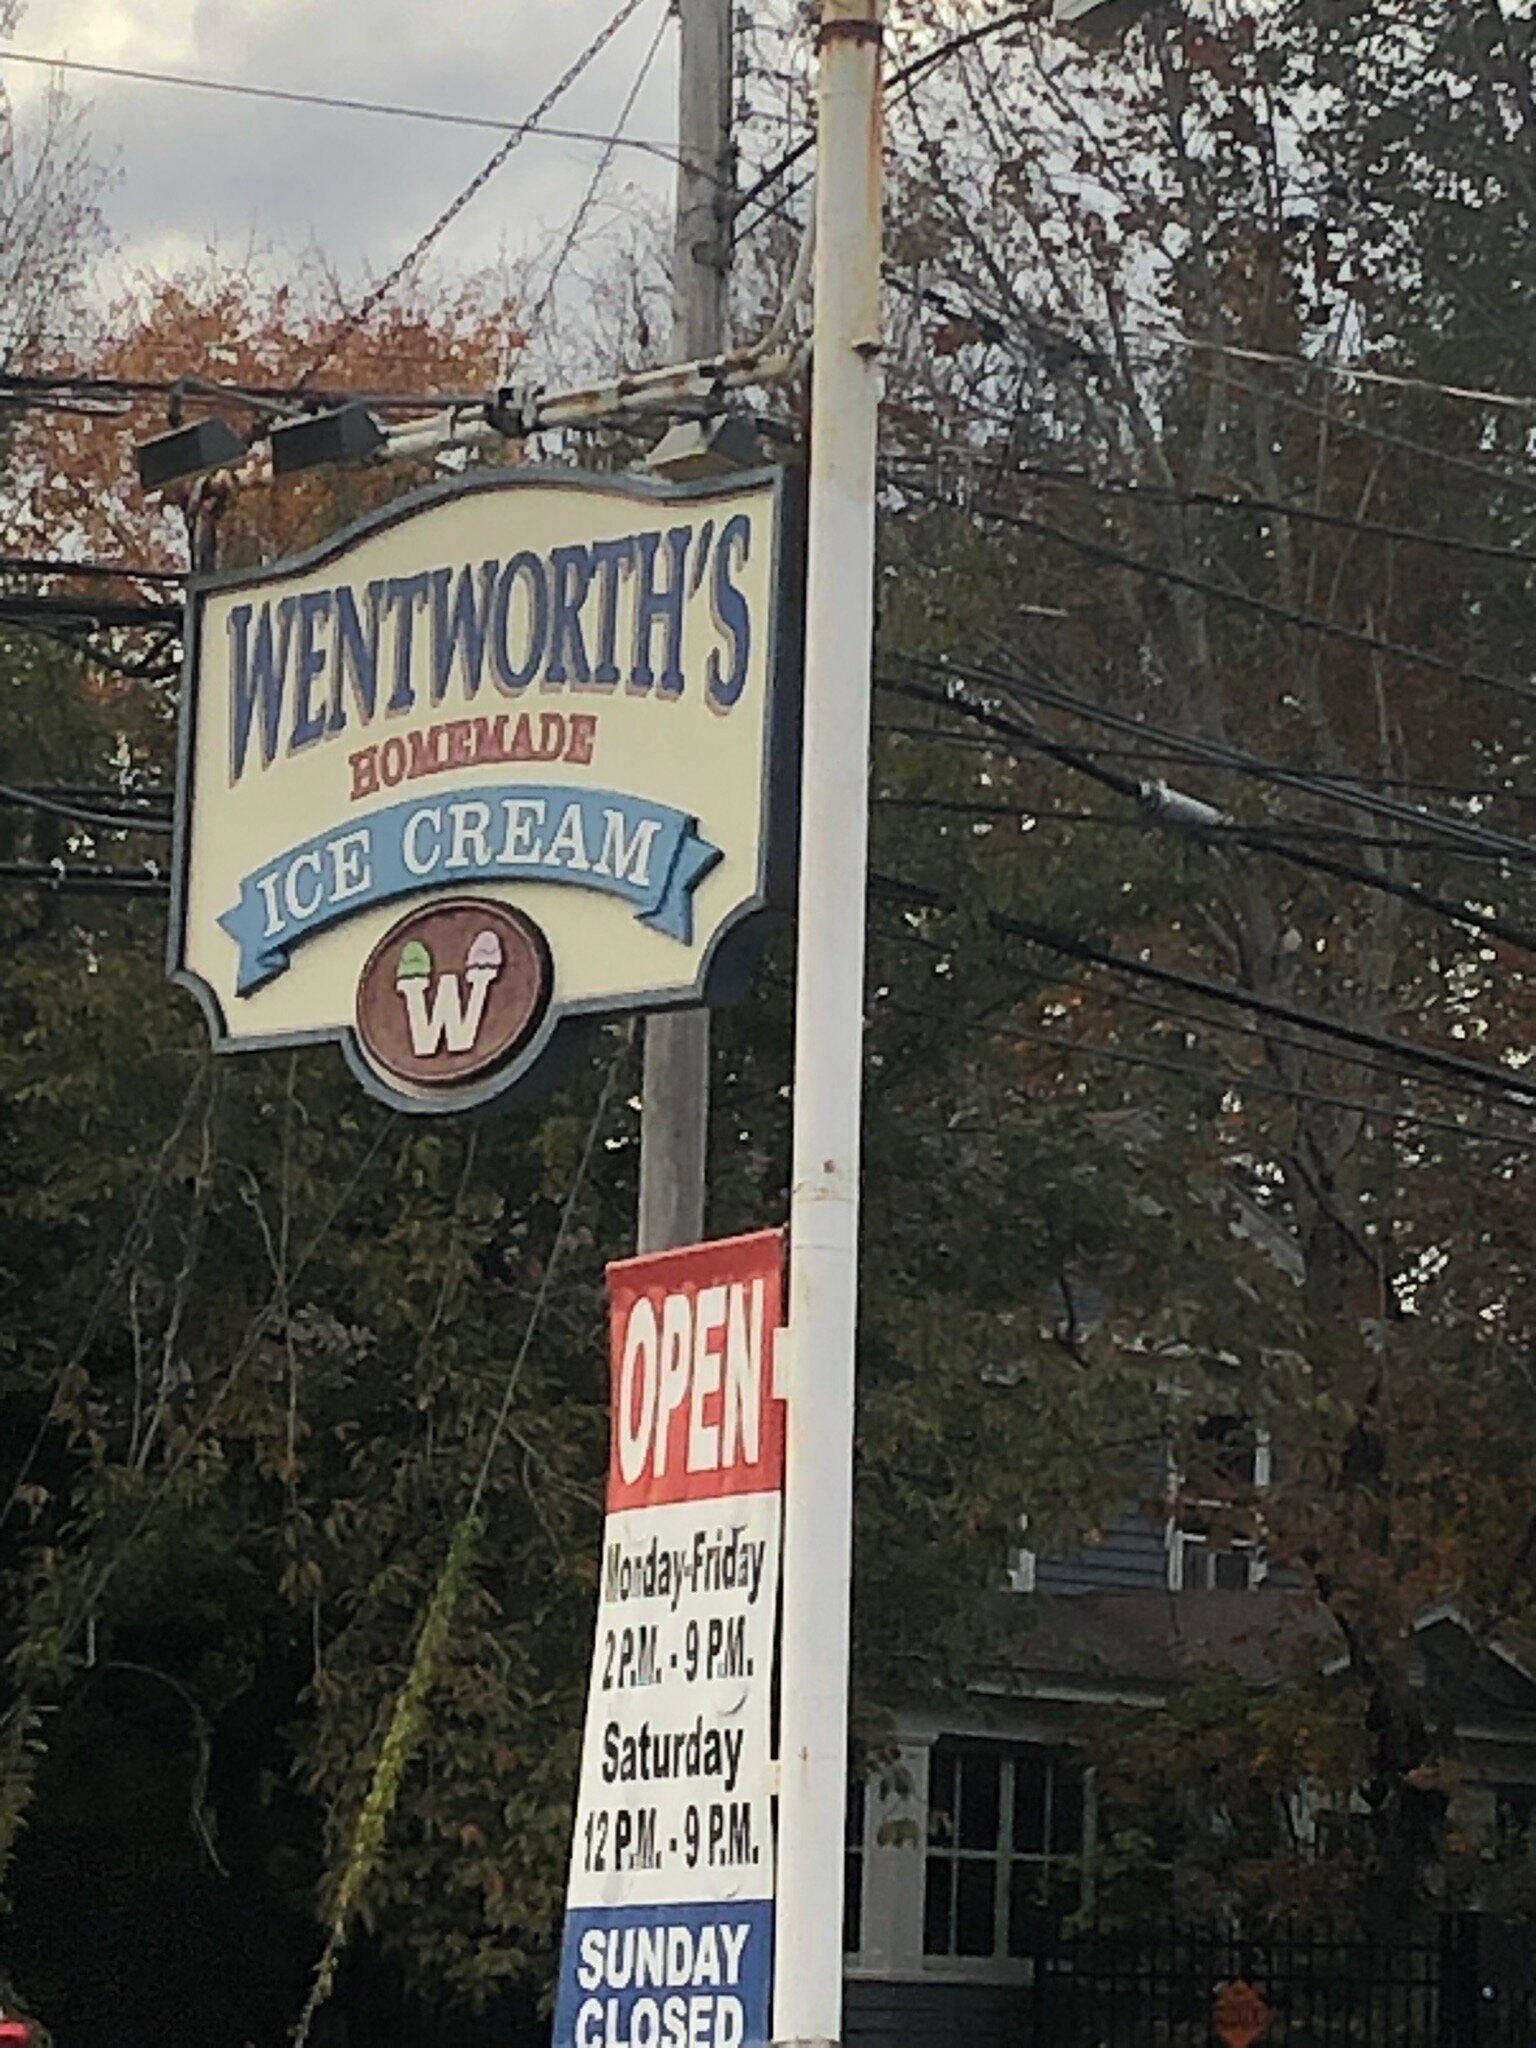 WENTWORTH'S
HOMEMADE
ICE CREAM
W
OPEN
Monday-Friday
2 P.M. - 9 P.M.
Saturday
12 P.M. - 9 P.M.
SUNDAY
CLOSED